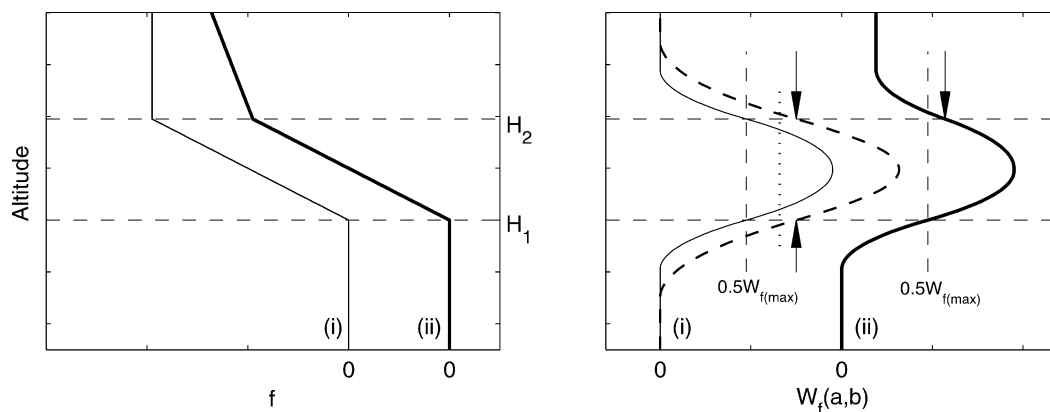 Altitude
H2
H1
(i)
(ii)
0
0
f
0.5Wf(max)
0.5Wf(max)
(i)
(ii)
0
0
Wf(a,b)